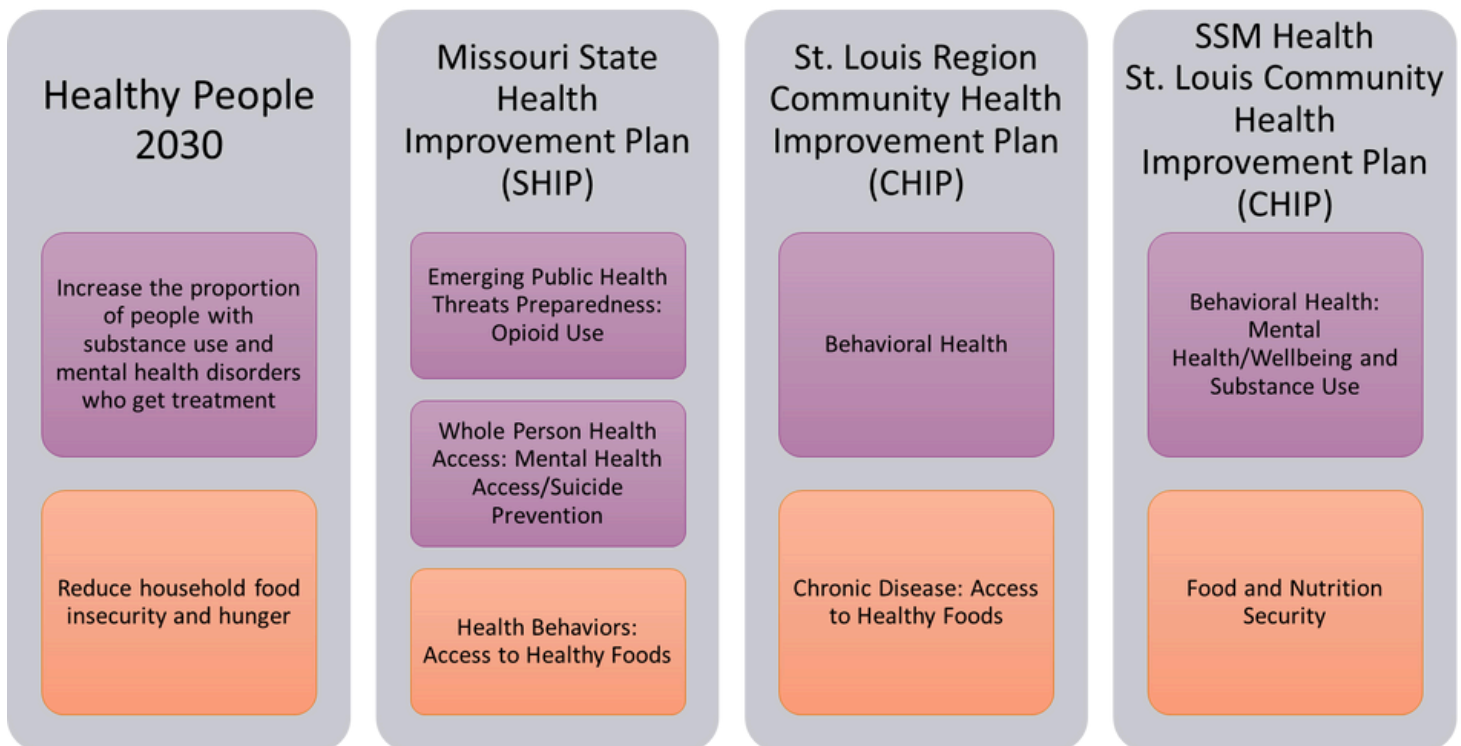 Healthy People
2030
Increase the proportion
of people with
substance use and
mental health disorders
who get treatment
Reduce household food
insecurity and hunger
Missouri State
Health
Improvement Plan
(SHIP)
Emerging Public Health
Threats Preparedness:
Opioid Use
Whole Person Health
Access: Mental Health
Access/Suicide
Prevention
Health Behaviors:
Access to Healthy Foods
St. Louis Region
Community Health
Improvement Plan
(CHIP)
Behavioral Health
Chronic Disease: Access
to Healthy Foods
SSM Health
St. Louis Community
Health
Improvement Plan
(CHIP)
Behavioral Health:
Mental
Health/Wellbeing and
Substance Use
Food and Nutrition
Security